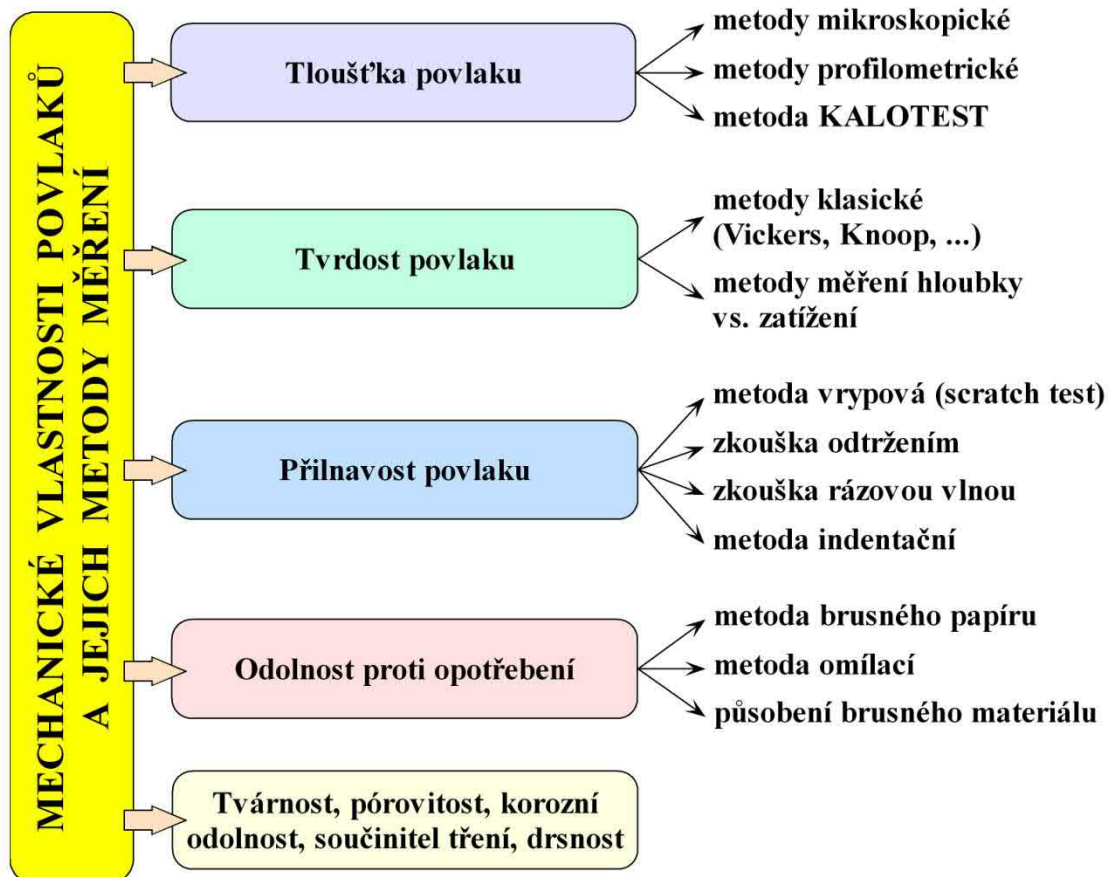 MECHANICKÉ VLASTNOSTI POVLAKŮ
A JEJICH METODY MĚŘENÍ
Tloušťka povlaku
metody mikroskopické
metody profilometrické
metoda KALOTEST
Tvrdost povlaku
metody klasické
(Vickers, Knoop, ...)
metody měření hloubky
vs. zatížení
Přilnavost povlaku
metoda vrypová (scratch test)
zkouška odtržením
zkouška rázovou vlnou
metoda indentační
Odolnost proti opotřebení
metoda brusného papíru
metoda omílací
působení brusného materiálu
Tvárnost, pórovitost, korozní
odolnost, součinitel tření, drsnost